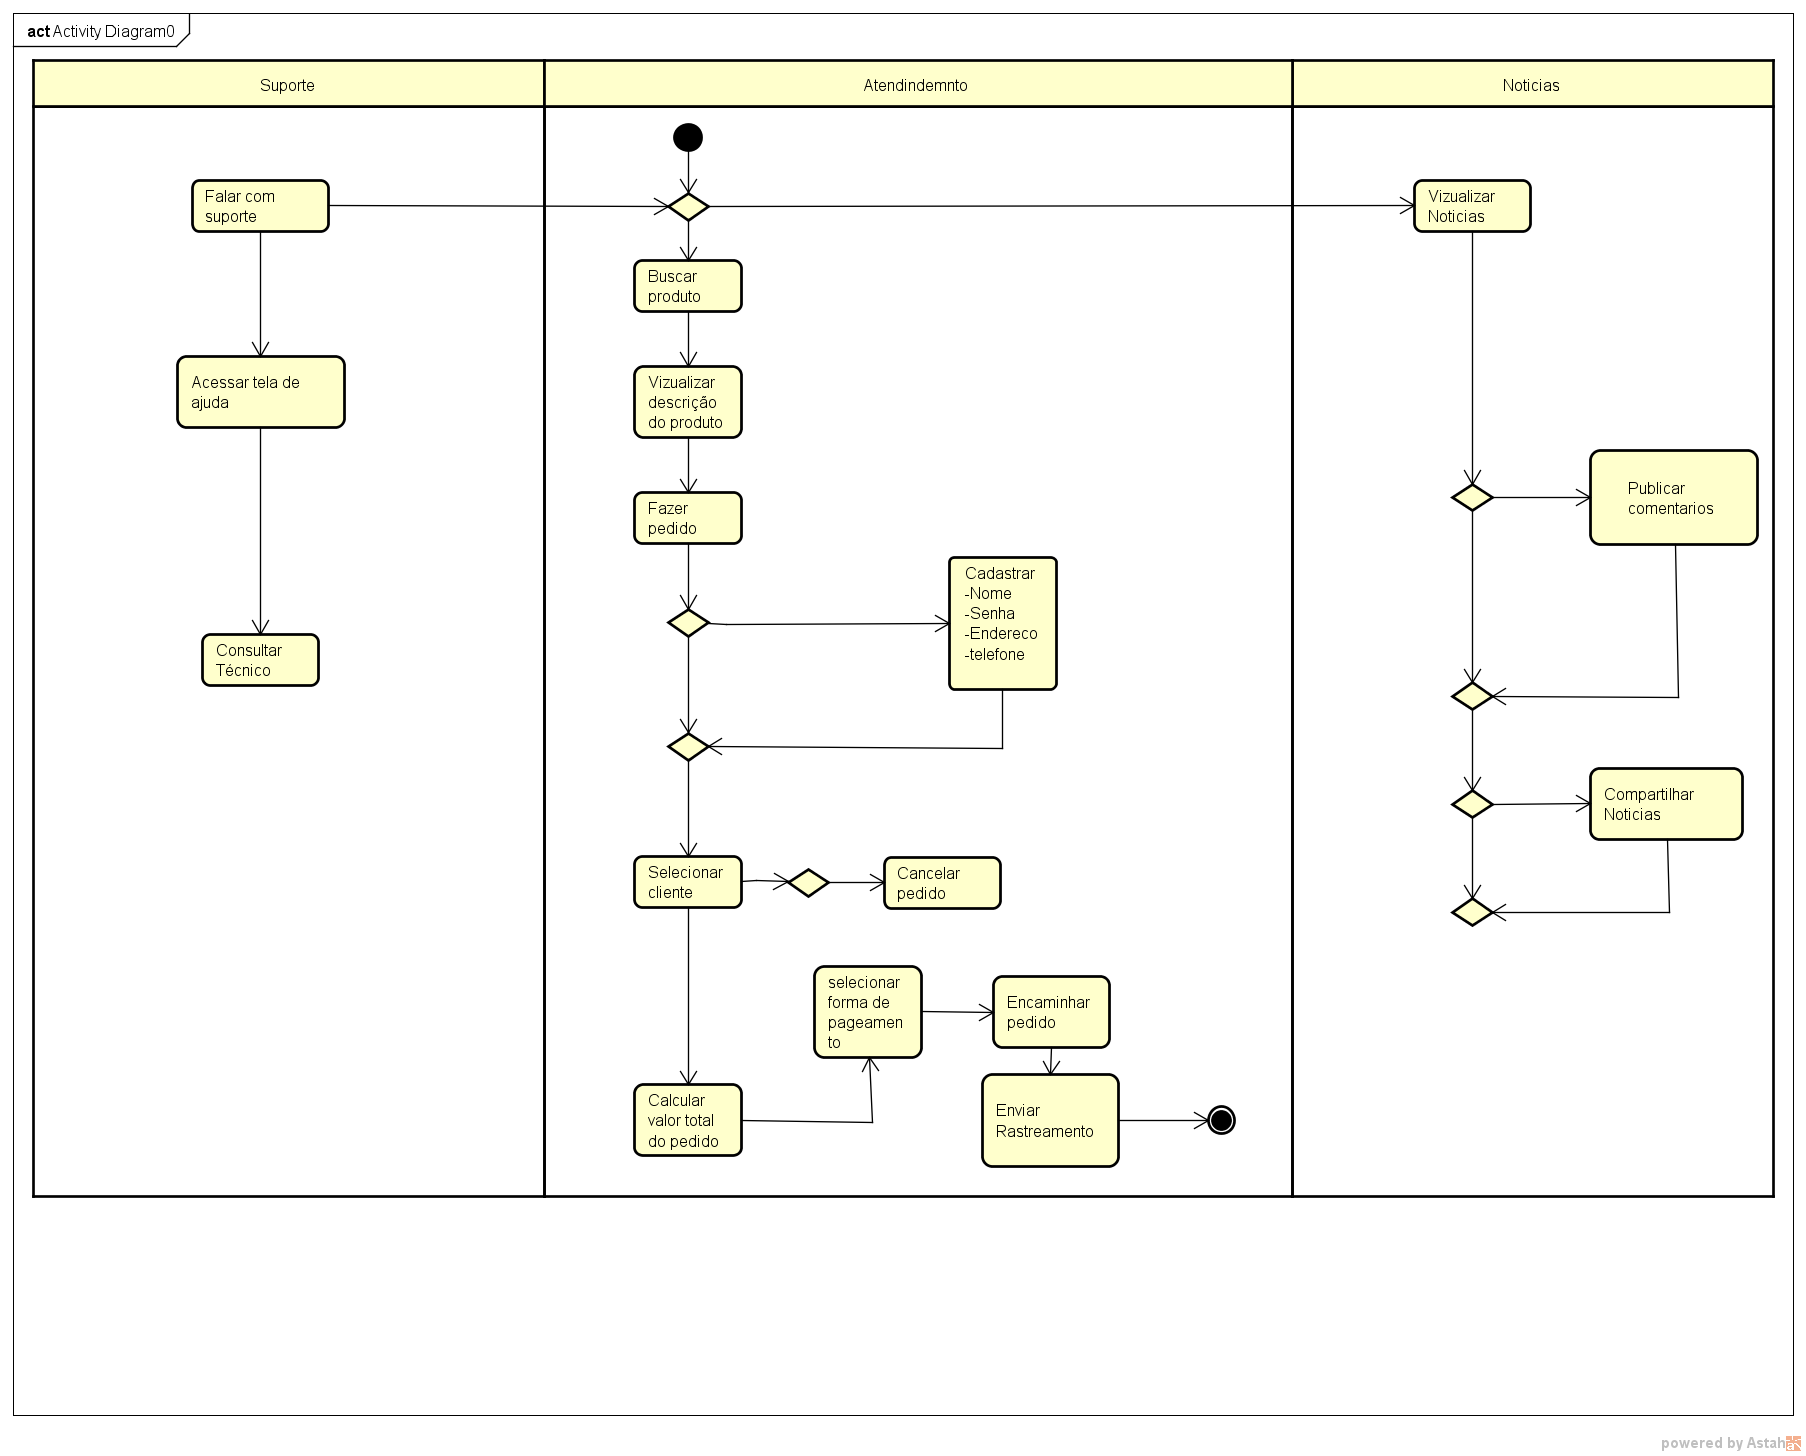 act Activity Diagram0
Suporte
Atendindemnto
Noticias
Falar com
suporte
Acessar tela de
ajuda
Consultar
Técnico
Buscar
produto
Vizualizar
descrição
do produto
Fazer
pedido
Cadastrar
-Nome
-Senha
-Endereco
-telefone
Selecionar
cliente
Cancelar
pedido
Calcular
valor total
do pedido
selecionar
forma de
pageamen
to
Encaminhar
pedido
Enviar
Rastreamento
Vizualizar
Noticias
Publicar
comentarios
Compartilhar
Noticias
powered by Astah